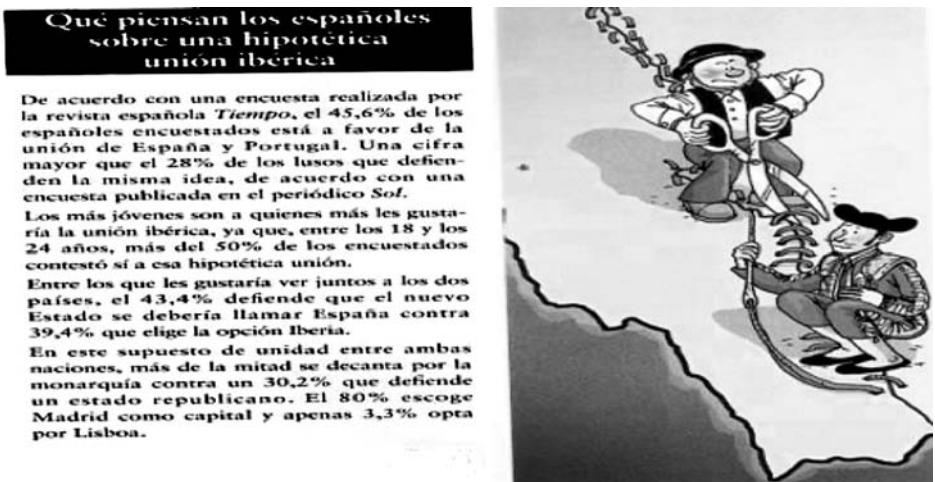 Qué piensan los españoles
sobre una hipotética
unión ibérica
De acuerdo con una encuesta realizada por
la revista española Tiempo, el 45,6% de los
españoles encuestados está a favor de la
unión de España y Portugal. Una cifra
mayor que el 28% de los lusos que defien-
den la misma idea, de acuerdo con una
encuesta publicada en el periódico Sol.
Los más jóvenes son a quienes más les gusta-
ría la unión ibérica, ya que, entre los 18 y los
24 años, más del 50% de los encuestados
contestó sí a esa hipotética unión.
Entre los que les gustaría ver juntos a los dos
países, el 43,4% defiende que el nuevo
Estado se debería llamar España contra
39,4% que elige la opción Iberia.
En este supuesto de unidad entre ambas
naciones, más de la mitad se decanta por la
monarquía contra un 30,2% que defiende
un estado republicano. El 80% escoge
Madrid como capital y apenas 3,3% opta
por Lisboa.